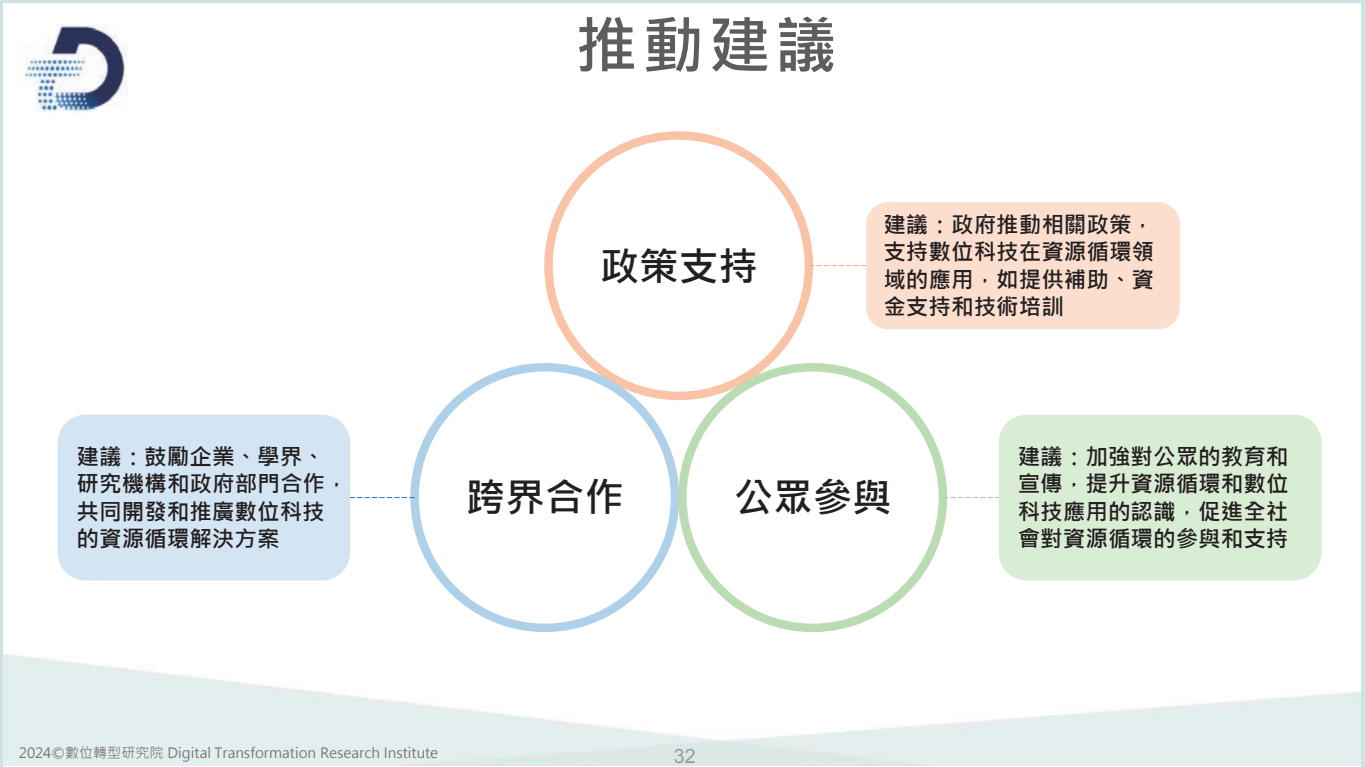 推動建議
政策支持
建議：政府推動相關政策，
支持數位科技在資源循環領
域的應用，如提供補助、資
金支持和技術培訓
建議：鼓勵企業、學界、
研究機構和政府部門合作，
共同開發和推廣數位科技
的資源循環解決方案
跨界合作
公眾參與
建議：加強對公眾的教育和
宣傳，提升資源循環和數位
科技應用的認識，促進全社
會對資源循環的參與和支持
2024©數位轉型研究院 Digital Transformation Research Institute
32